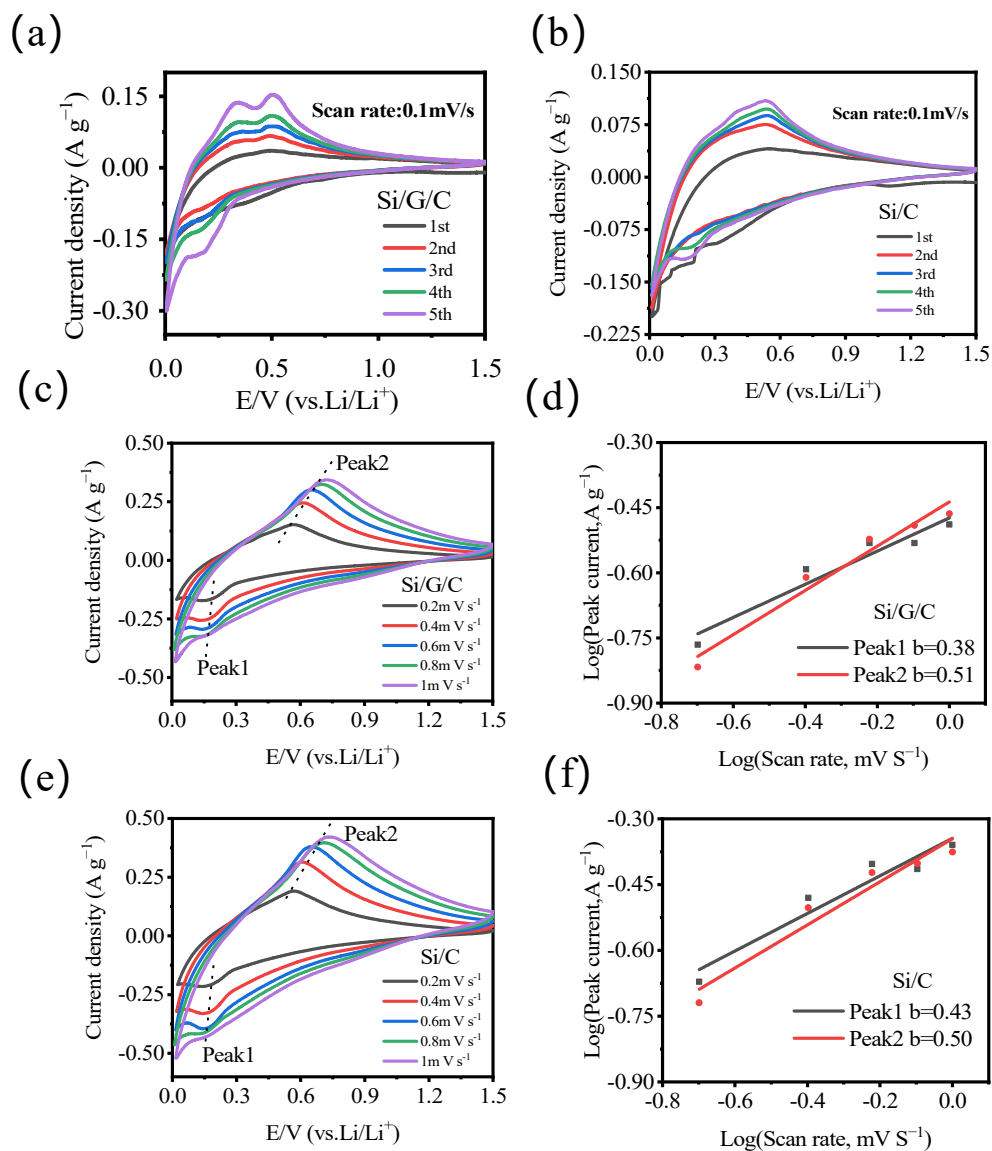 (a)
Current density (A g⁻¹)
0.15
0.00
-0.15
-0.30
Scan rate:0.1mV/s
Si/G/C
1st
2nd
3rd
4th
5th
0.0 0.5 1.0 1.5
E/V (vs.Li/Li⁺)
(b)
Current density (A g⁻¹)
0.150
0.075
0.000
-0.075
-0.150
-0.225
Scan rate:0.1mV/s
Si/C
1st
2nd
3rd
4th
5th
0.0 0.3 0.6 0.9 1.2 1.5
E/V (vs.Li/Li⁺)
(c)
Current density (A g⁻¹)
0.50
0.25
0.00
-0.25
-0.50
Peak2
Peak1
Si/G/C
0.2m V s⁻¹
0.4m V s⁻¹
0.6m V s⁻¹
0.8m V s⁻¹
1m V s⁻¹
0.0 0.3 0.6 0.9 1.2 1.5
E/V (vs.Li/Li⁺)
(d)
Log(Peak current,A g⁻¹)
-0.30
-0.45
-0.60
-0.75
-0.90
Si/G/C
Peak1 b=0.38
Peak2 b=0.51
-0.8 -0.6 -0.4 -0.2 0.0
Log(Scan rate, mV S⁻¹)
(e)
Current density (A g⁻¹)
0.50
0.25
0.00
-0.25
-0.50
Peak2
Peak1
Si/C
0.2m V s⁻¹
0.4m V s⁻¹
0.6m V s⁻¹
0.8m V s⁻¹
1m V s⁻¹
0.0 0.3 0.6 0.9 1.2 1.5
E/V (vs.Li/Li⁺)
(f)
Log(Peak current,A g⁻¹)
-0.30
-0.45
-0.60
-0.75
-0.90
Si/C
Peak1 b=0.43
Peak2 b=0.50
-0.8 -0.6 -0.4 -0.2 0.0
Log(Scan rate, mV S⁻¹)